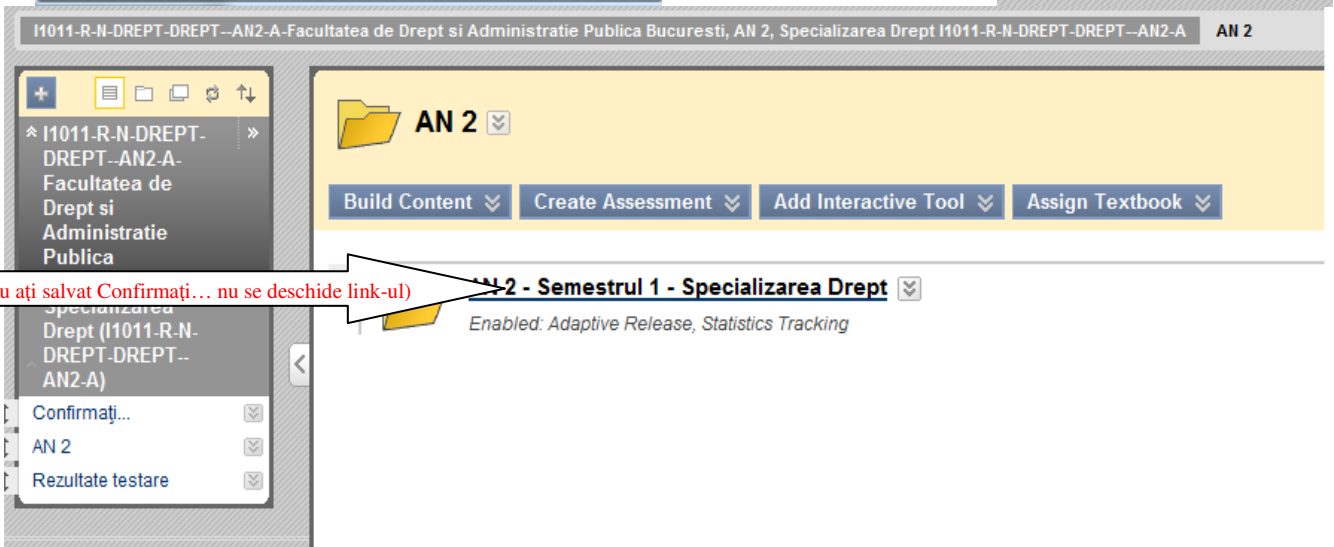 I1011-R-N-DREPT-DREPT--AN2-A-Facultatea de Drept si Administratie Publica Bucuresti, AN 2, Specializarea Drept I1011-R-N-DREPT-DREPT--AN2-A AN 2
I1011-R-N-DREPT-
DREPT--AN2-A-
Facultatea de
Drept si
Administratie
Publica
Specializarea
Drept (I1011-R-N-
DREPT-DREPT--
AN2-A)
Confirmaţi...
AN 2
Rezultate testare
AN 2
Build Content
Create Assessment
Add Interactive Tool
Assign Textbook
aţi salvat Confirmaţi… nu se deschide link-ul)
AN 2 - Semestrul 1 - Specializarea Drept
Enabled: Adaptive Release, Statistics Tracking